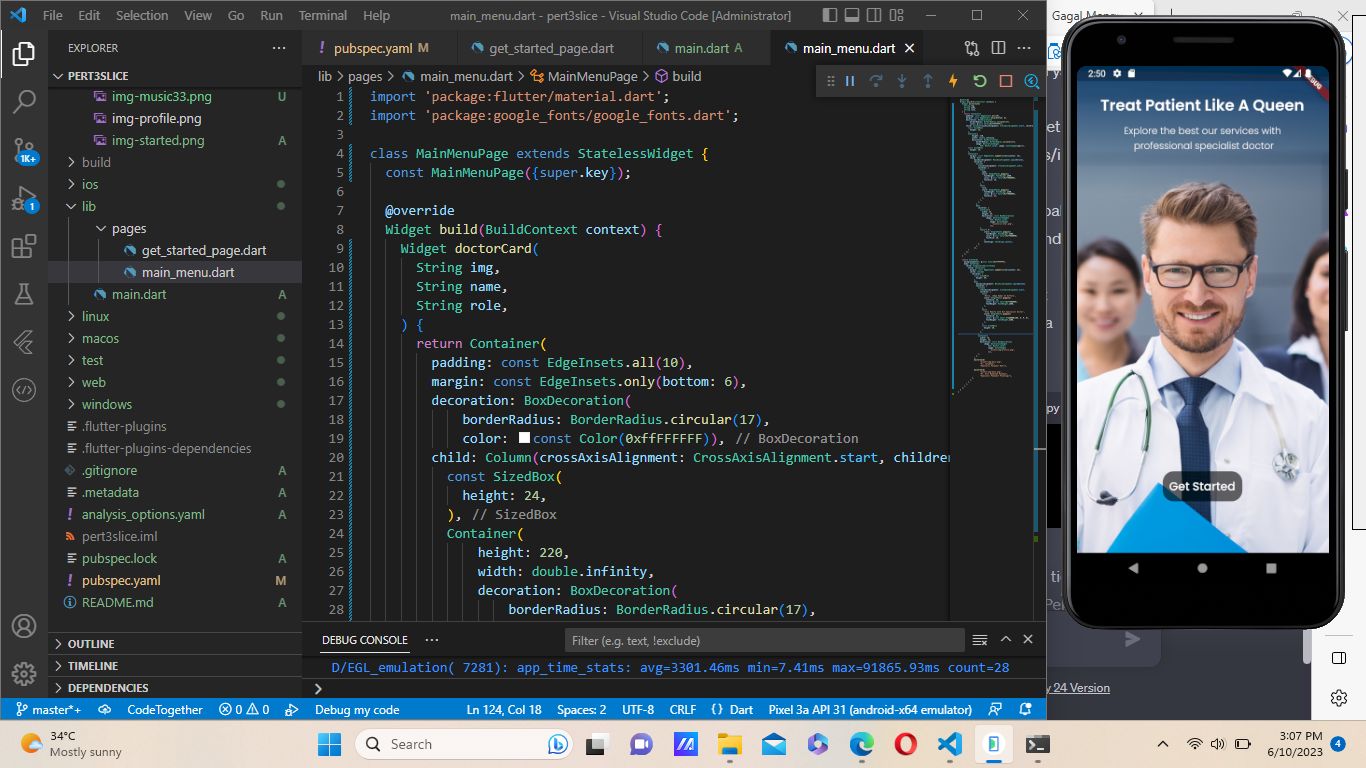 File Edit Selection View Go Run Terminal Help
main_menu.dart - pert3slice - Visual Studio Code [Administrator]
EXPLORER
PERT3SLICE
img-music33.png U
img-profile.png
img-started.png A
build
ios
lib
pages
get_started_page.dart
main_menu.dart
main.dart A
linux
macos
test
web
windows
.flutter-plugins
.flutter-plugins-dependencies
.gitignore A
.metadata A
analysis_options.yaml A
pert3slice.iml
pubspec.lock A
pubspec.yaml M
README.md A
OUTLINE
TIMELINE
DEPENDENCIES
1K+
1
pubspec.yaml M
get_started_page.dart
main.dart A
main_menu.dart
lib > pages > main_menu.dart > MainMenuPage > build
1 import 'package:flutter/material.dart';
2 import 'package:google_fonts/google_fonts.dart';
3
4 class MainMenuPage extends StatelessWidget {
5 const MainMenuPage({super.key});
6
7 @override
8 Widget build(BuildContext context) {
9 Widget doctorCard(
10 String img,
11 String name,
12 String role,
13 ) {
14 return Container(
15 padding: const EdgeInsets.all(10),
16 margin: const EdgeInsets.only(bottom: 6),
17 decoration: BoxDecoration(
18 borderRadius: BorderRadius.circular(17),
19 color: const Color(0xffFFFFFF)), // BoxDecoration
20 child: Column(crossAxisAlignment: CrossAxisAlignment.start, children
21 const SizedBox(
22 height: 24,
23 ), // SizedBox
24 Container(
25 height: 220,
26 width: double.infinity,
27 decoration: BoxDecoration(
28 borderRadius: BorderRadius.circular(17),
DEBUG CONSOLE
Filter (e.g. text, !exclude)
D/EGL_emulation( 7281): app_time_stats: avg=3301.46ms min=7.41ms max=91865.93ms count=28
master*+
CodeTogether
0 0
Debug my code
Ln 124, Col 18
Spaces: 2
UTF-8
CRLF
{} Dart
Pixel 3a API 31 (android-x64 emulator)
2:50
Treat Patient Like A Queen
Explore the best our services with
professional specialist doctor
Get Started
y 24 Version
34°C
Mostly sunny
Search
3:07 PM
6/10/2023
4